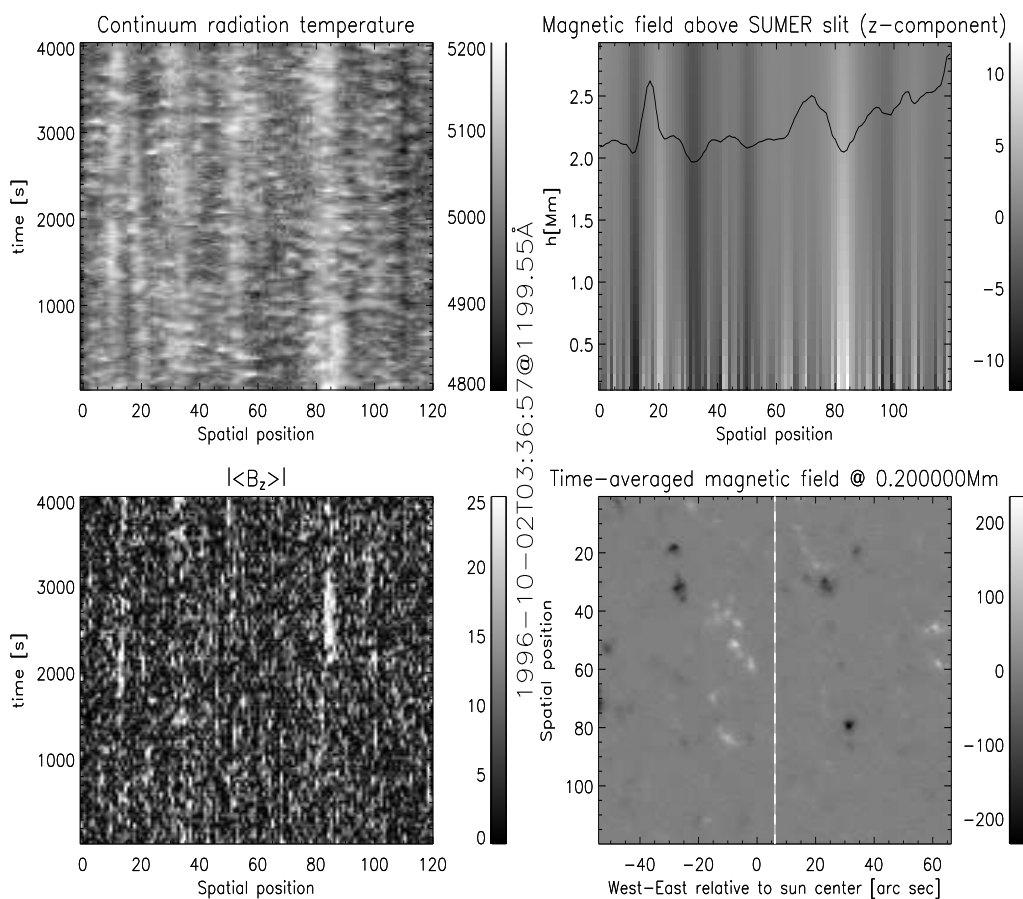 Continuum radiation temperature
4000
3000
2000
1000
time [s]
0 20 40 60 80 100 120
Spatial position
5200
5100
5000
4900
4800
Magnetic field above SUMER slit (z-component)
2.5
2.0
1.5
1.0
0.5
h[Mm]
0 20 40 60 80 100
Spatial position
10
5
0
-5
-10
1996-10-02T03:36:57@1199.55Å
|<Bz>|
4000
3000
2000
1000
time [s]
0 20 40 60 80 100 120
Spatial position
25
20
15
10
5
0
Time-averaged magnetic field @ 0.200000Mm
20
40
60
80
100
Spatial position
-40 -20 0 20 40 60
West-East relative to sun center [arc sec]
200
100
0
-100
-200